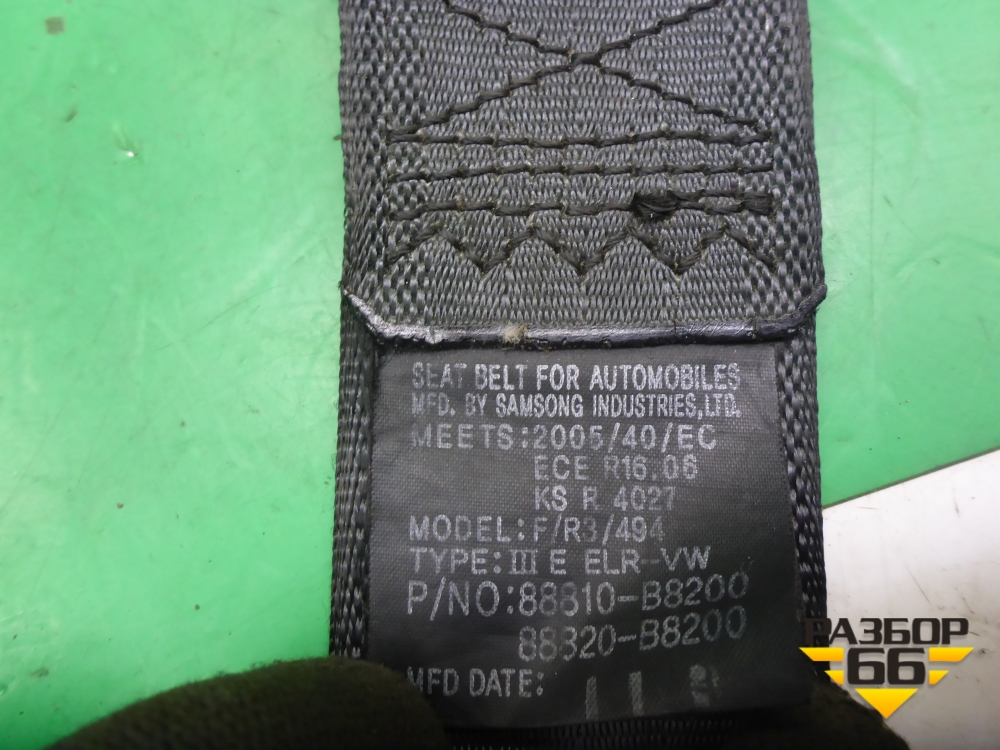 SEAT BELT FOR AUTOMOBILES
MFD. BY SAMSONG INDUSTRIES,LTD.
MEETS:2005/40/EC
ECE R16.06
KS R 4027
MODEL:F/R3/494
TYPE:III E ELR-VW
P/NO:88810-B8200
88820-B8200
MFD DATE:
РАЗБОР
66